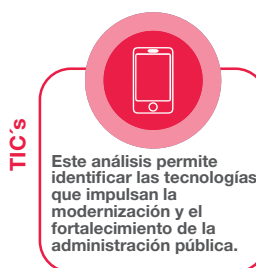 TIC´s
Este análisis permite
identificar las tecnologías
que impulsan la
modernización y el
fortalecimiento de la
administración pública.